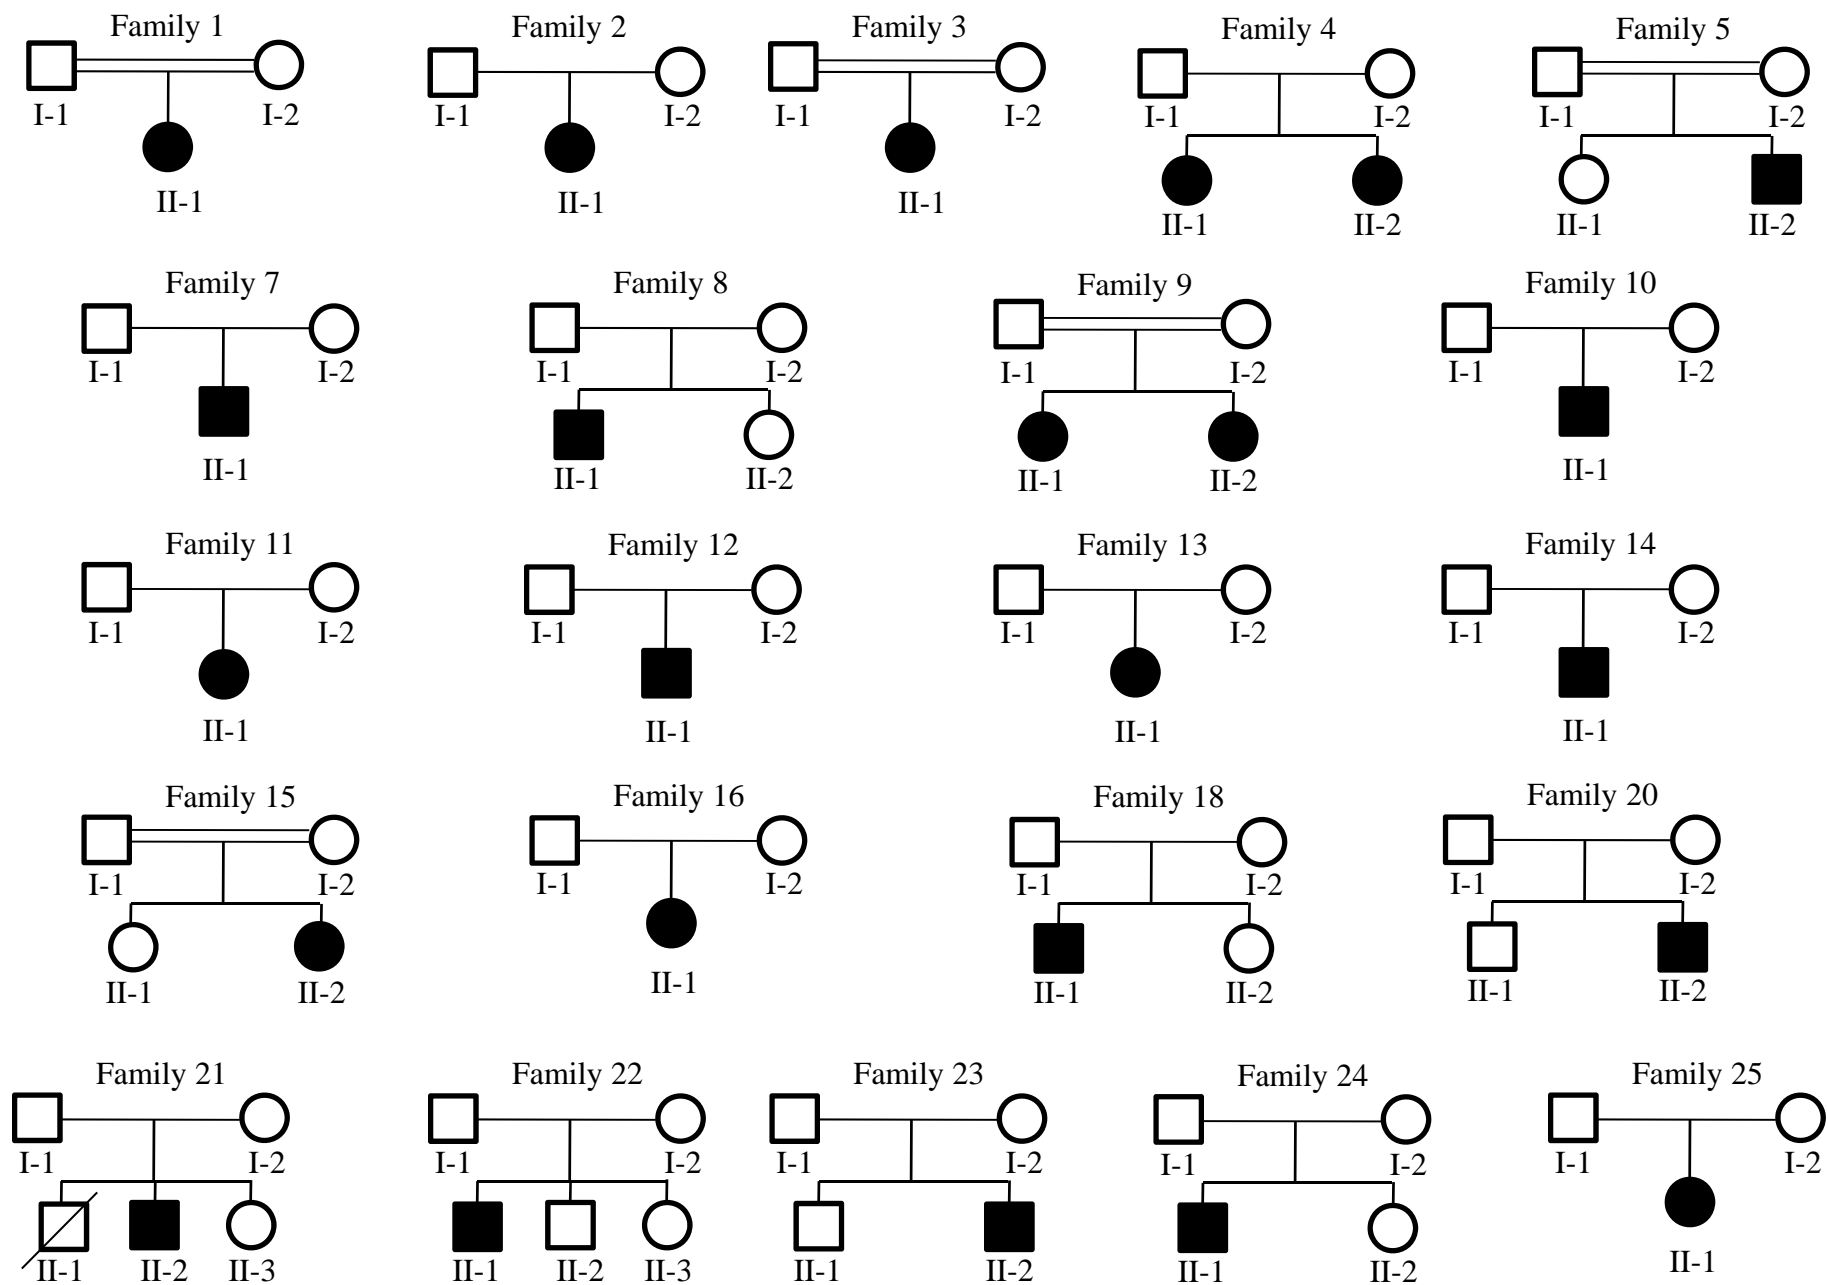 Family 1
I-1
I-2
II-1
Family 2
I-1
I-2
II-1
Family 3
I-1
I-2
II-1
Family 4
I-1
I-2
II-1
II-2
Family 5
I-1
I-2
II-1
II-2
Family 7
I-1
I-2
II-1
Family 8
I-1
I-2
II-1
II-2
Family 9
I-1
I-2
II-1
II-2
Family 10
I-1
I-2
II-1
Family 11
I-1
I-2
II-1
Family 12
I-1
I-2
II-1
Family 13
I-1
I-2
II-1
Family 14
I-1
I-2
II-1
Family 15
I-1
I-2
II-1
II-2
Family 16
I-1
I-2
II-1
Family 18
I-1
I-2
II-1
II-2
Family 20
I-1
I-2
II-1
II-2
Family 21
I-1
I-2
II-1
II-2
II-3
Family 22
I-1
I-2
II-1
II-2
II-3
Family 23
I-1
I-2
II-1
II-2
Family 24
I-1
I-2
II-1
II-2
Family 25
I-1
I-2
II-1